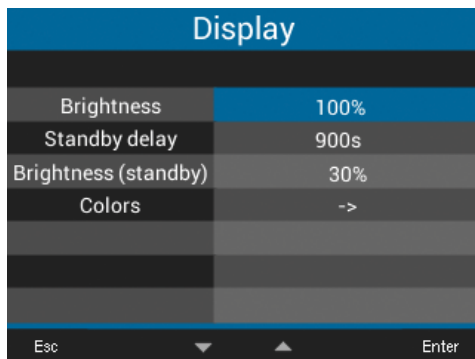 Display
Brightness 100%
Standby delay 900s
Brightness (standby) 30%
Colors ->
Esc Enter